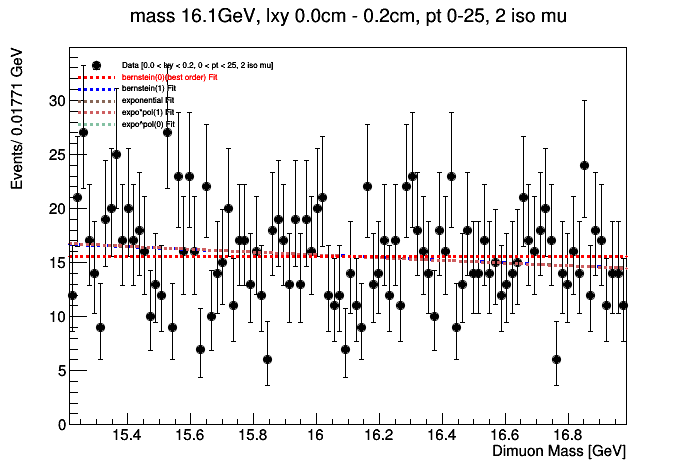 mass 16.1GeV, lxy 0.0cm - 0.2cm, pt 0-25, 2 iso mu
Events/ 0.01771 GeV
Data [0.0 < lxy < 0.2, 0 < pt < 25, 2 iso mu]
bernstein(0)(best order) Fit
bernstein(1) Fit
exponential Fit
expo*pol(1) Fit
expo^pol(0) Fit
30
25
20
15
10
5
0
15.4 15.6 15.8 16 16.2 16.4 16.6 16.8
Dimuon Mass [GeV]